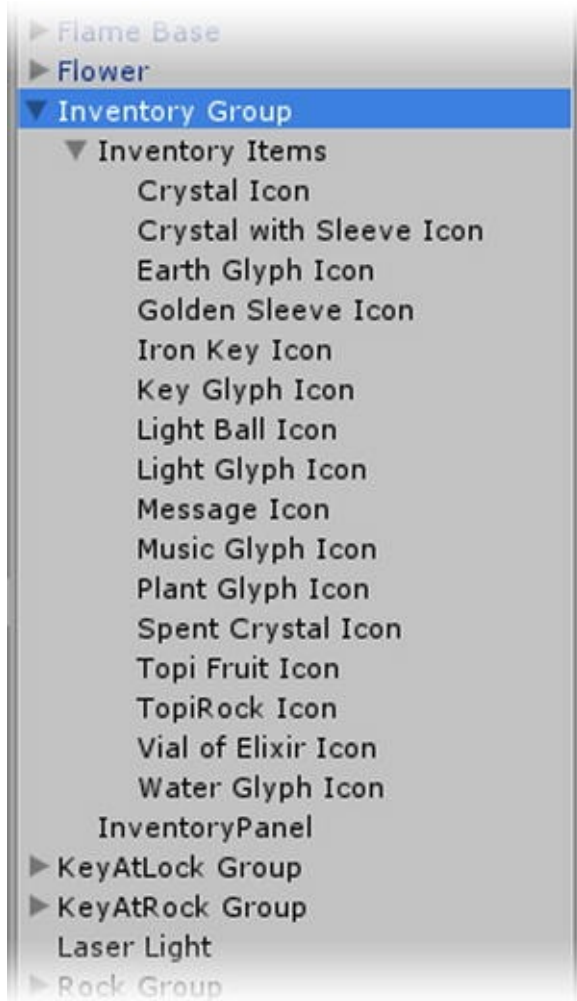 Flame Base
Flower
Inventory Group
Inventory Items
Crystal Icon
Crystal with Sleeve Icon
Earth Glyph Icon
Golden Sleeve Icon
Iron Key Icon
Key Glyph Icon
Light Ball Icon
Light Glyph Icon
Message Icon
Music Glyph Icon
Plant Glyph Icon
Spent Crystal Icon
Topi Fruit Icon
TopiRock Icon
Vial of Elixir Icon
Water Glyph Icon
InventoryPanel
KeyAtLock Group
KeyAtRock Group
Laser Light
Rock Group